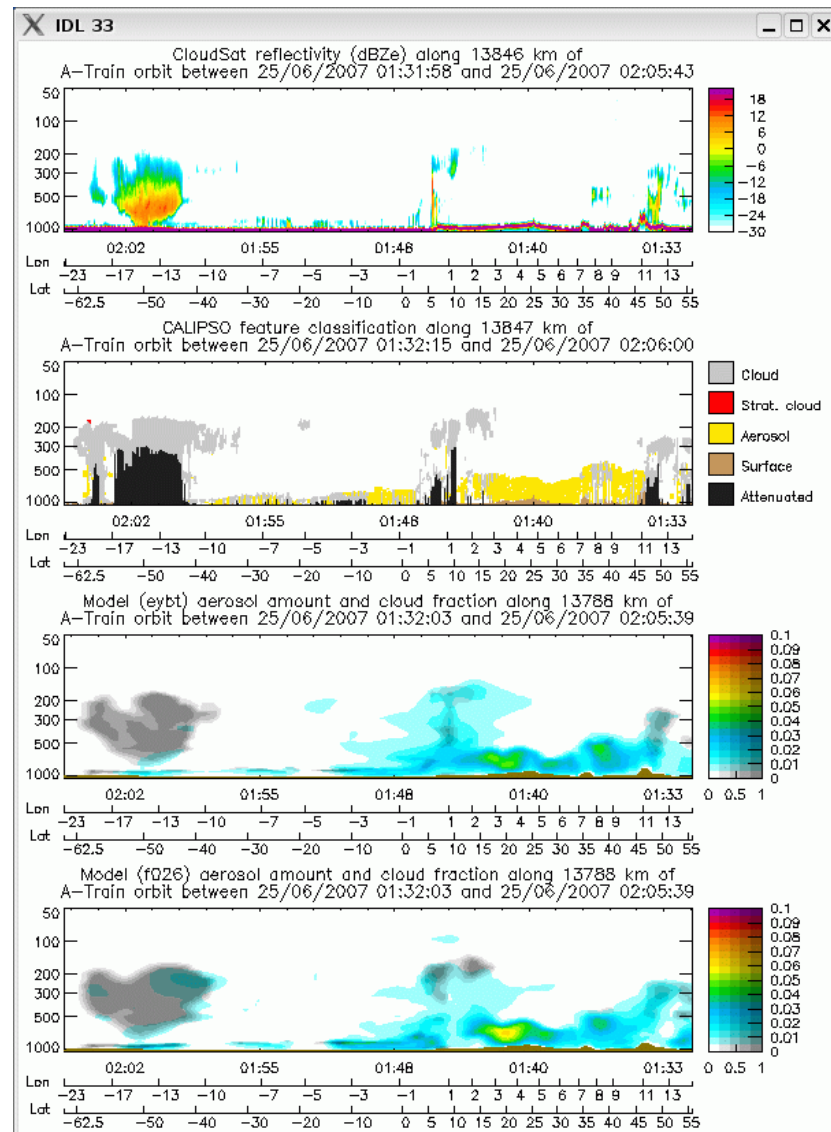 IDL 33
CloudSat reflectivity (dBZe) along 13846 km of
A-Train orbit between 25/06/2007 01:31:58 and 25/06/2007 02:05:43
50
100
200
300
500
1000
18
12
6
0
-6
-12
-18
-24
-30
02:02 01:55 01:48 01:40 01:33
Lon
-23 -17 -13 -10 -7 -5 -3 -1 1 2 3 4 5 6 7 8 9 11 13
Lat
-62.5 -50 -40 -30 -20 -10 0 5 10 15 20 25 30 35 40 45 50 55
CALIPSO feature classification along 13847 km of
A-Train orbit between 25/06/2007 01:32:15 and 25/06/2007 02:06:00
50
100
200
300
500
1000
Cloud
Strat. cloud
Aerosol
Surface
Attenuated
02:02 01:55 01:48 01:40 01:33
Lon
-23 -17 -13 -10 -7 -5 -3 -1 1 2 3 4 5 6 7 8 9 11 13
Lat
-62.5 -50 -40 -30 -20 -10 0 5 10 15 20 25 30 35 40 45 50 55
Model (eybt) aerosol amount and cloud fraction along 13788 km of
A-Train orbit between 25/06/2007 01:32:03 and 25/06/2007 02:05:39
50
100
200
300
500
1000
0.1
0.09
0.08
0.07
0.06
0.05
0.04
0.03
0.02
0.01
0
0 0.5 1
02:02 01:55 01:48 01:40 01:33
Lon
-23 -17 -13 -10 -7 -5 -3 -1 1 2 3 4 5 6 7 8 9 11 13
Lat
-62.5 -50 -40 -30 -20 -10 0 5 10 15 20 25 30 35 40 45 50 55
Model (f026) aerosol amount and cloud fraction along 13788 km of
A-Train orbit between 25/06/2007 01:32:03 and 25/06/2007 02:05:39
50
100
200
300
500
1000
0.1
0.09
0.08
0.07
0.06
0.05
0.04
0.03
0.02
0.01
0
0 0.5 1
02:02 01:55 01:48 01:40 01:33
Lon
-23 -17 -13 -10 -7 -5 -3 -1 1 2 3 4 5 6 7 8 9 11 13
Lat
-62.5 -50 -40 -30 -20 -10 0 5 10 15 20 25 30 35 40 45 50 55